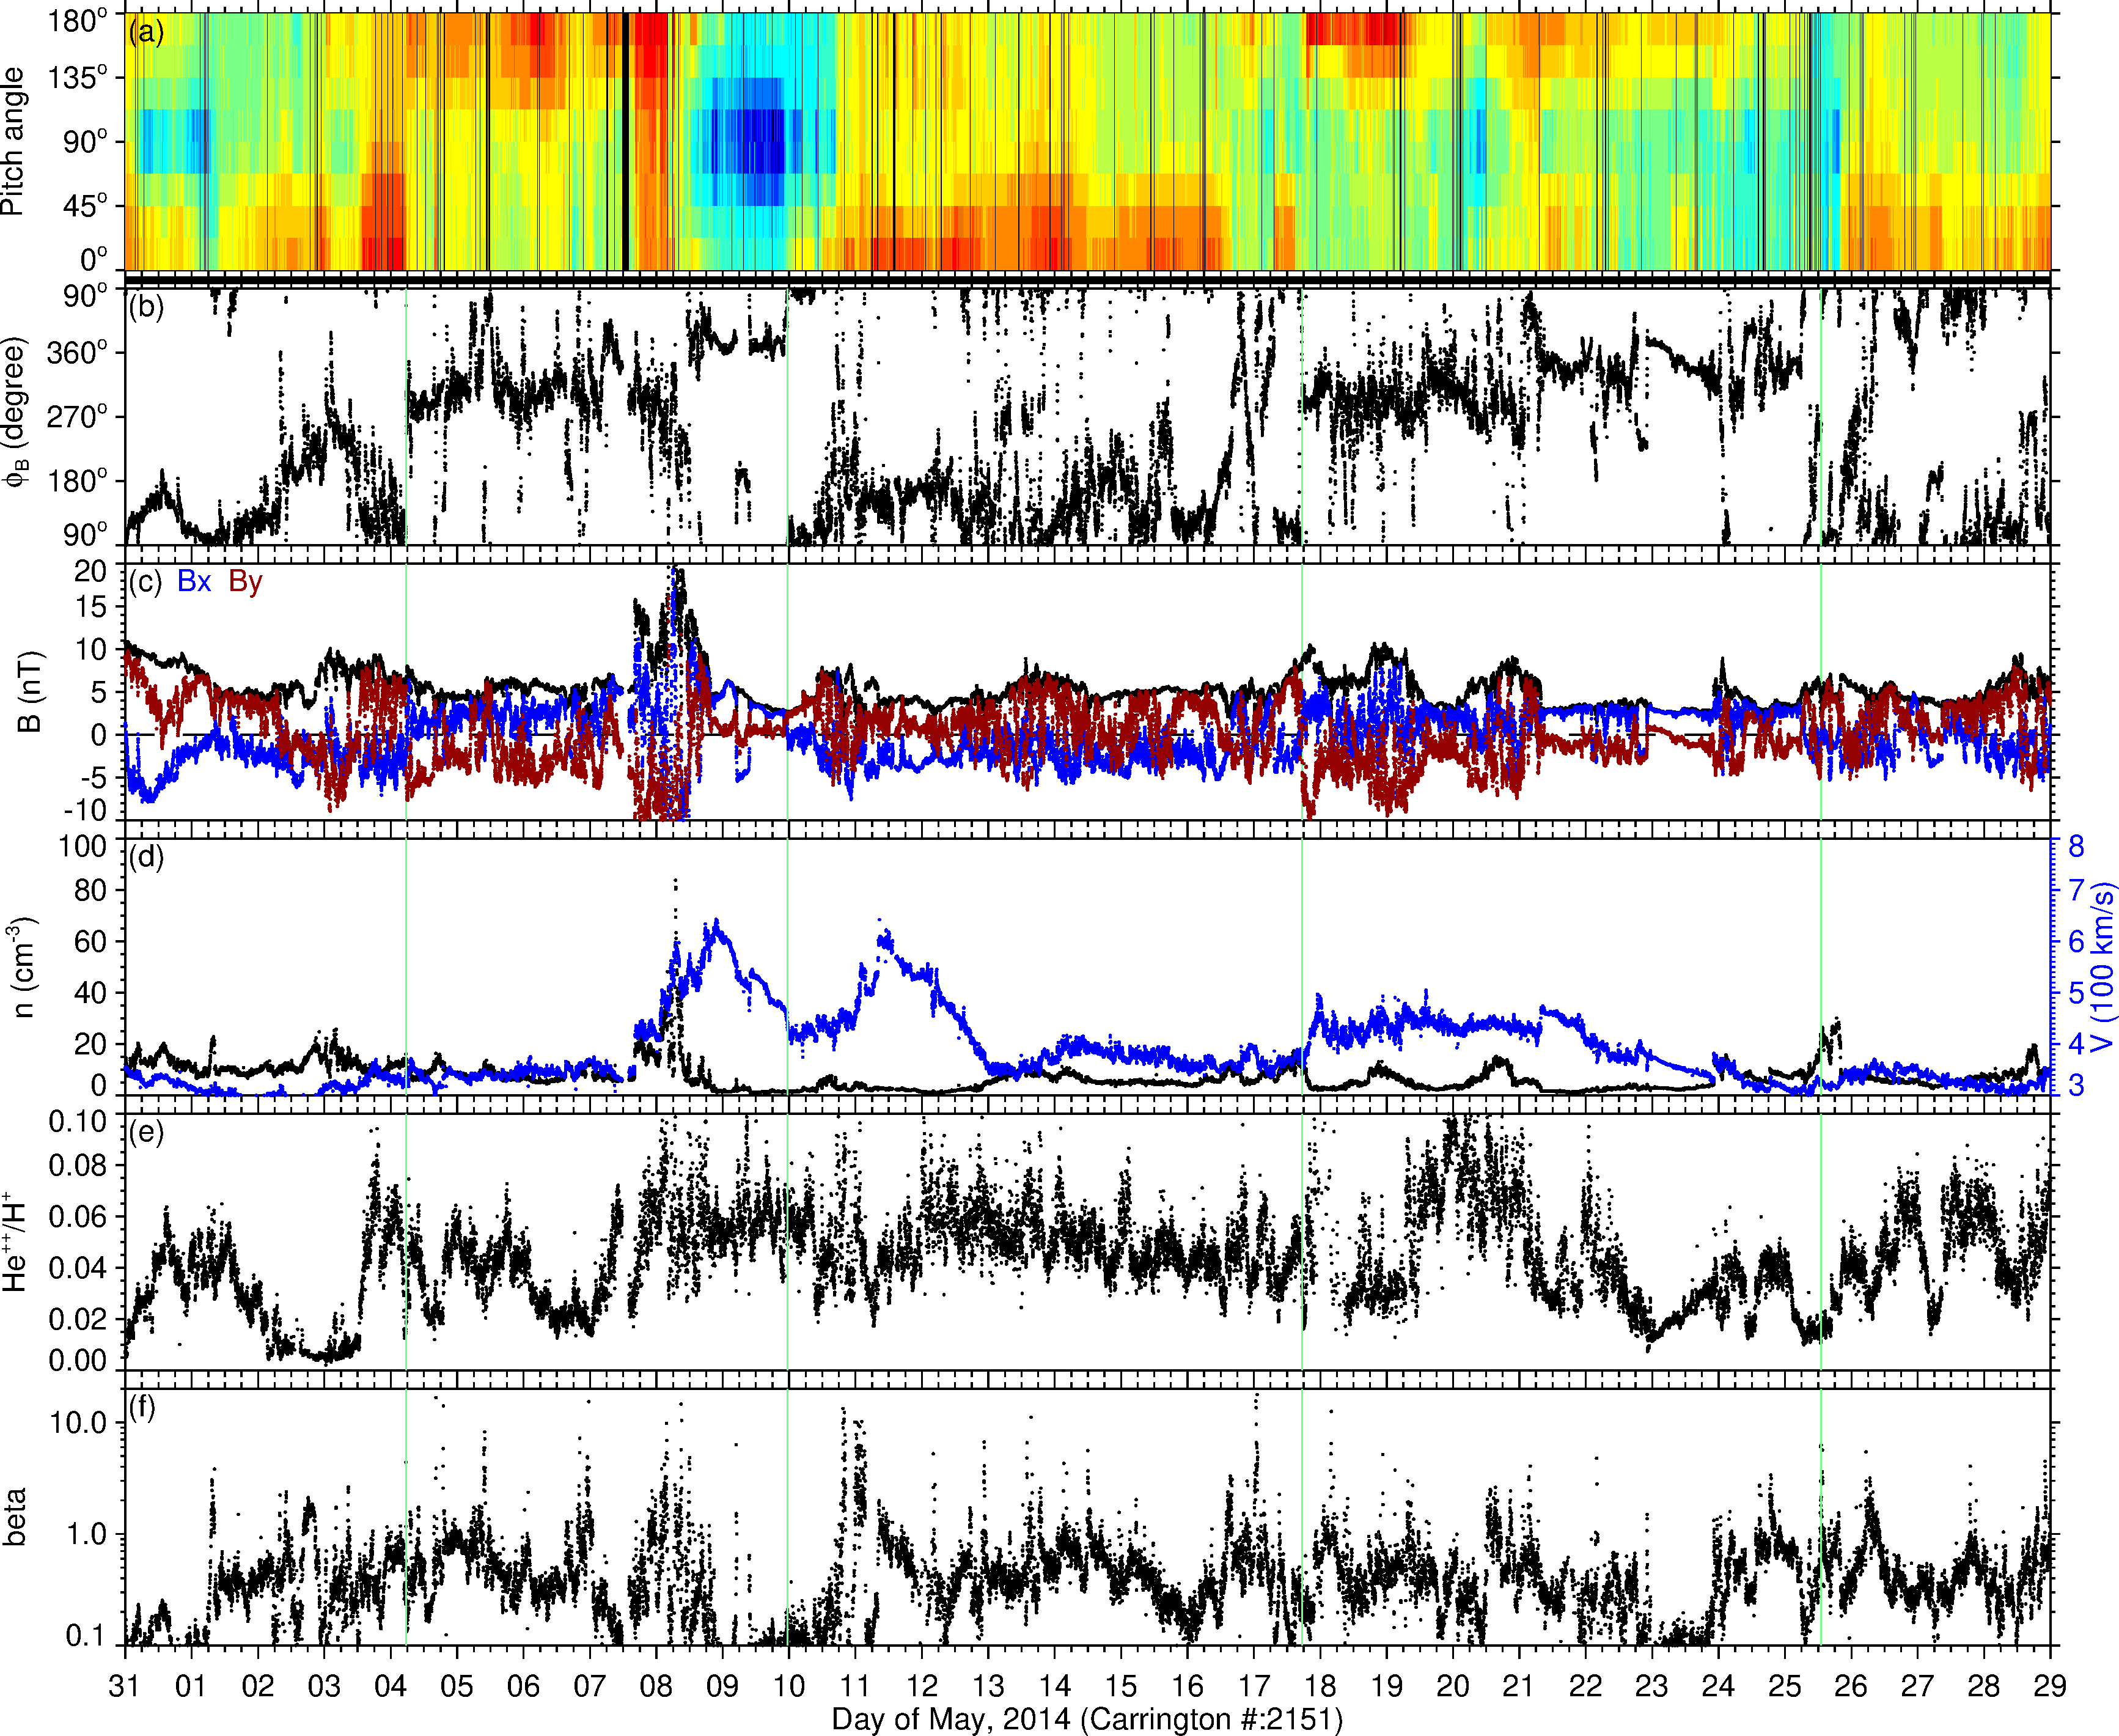 (a)
Pitch angle
180°
135°
90°
45°
0°
(b)
ϕB (degree)
90°
360°
270°
180°
90°
(c) Bx By
B (nT)
20
15
10
5
0
-5
-10
(d)
n (cm-3)
100
80
60
40
20
0
V (100 km/s)
8
7
6
5
4
3
(e)
He++/H+
0.10
0.08
0.06
0.04
0.02
0.00
(f)
beta
10.0
1.0
0.1
31 01 02 03 04 05 06 07 08 09 10 11 12 13 14 15 16 17 18 19 20 21 22 23 24 25 26 27 28 29
Day of May, 2014 (Carrington #:2151)